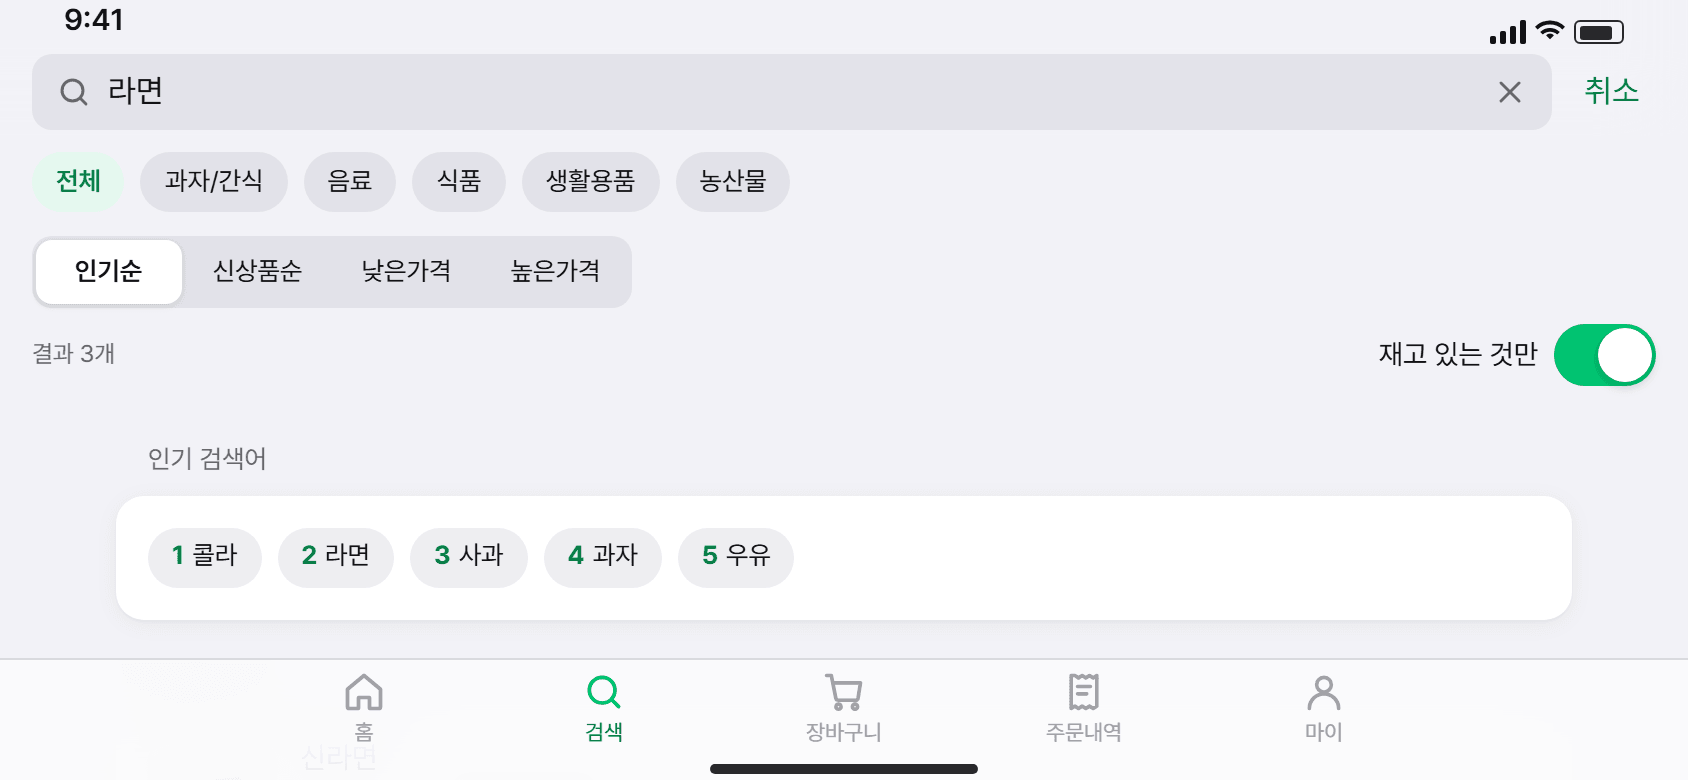 9:41
라면
취소
전체 과자/간식 음료 식품 생활용품 농산물
인기순 신상품순 낮은가격 높은가격
결과 3개
재고 있는 것만
인기 검색어
1 콜라 2 라면 3 사과 4 과자 5 우유
홈 검색 장바구니 주문내역 마이
신라면